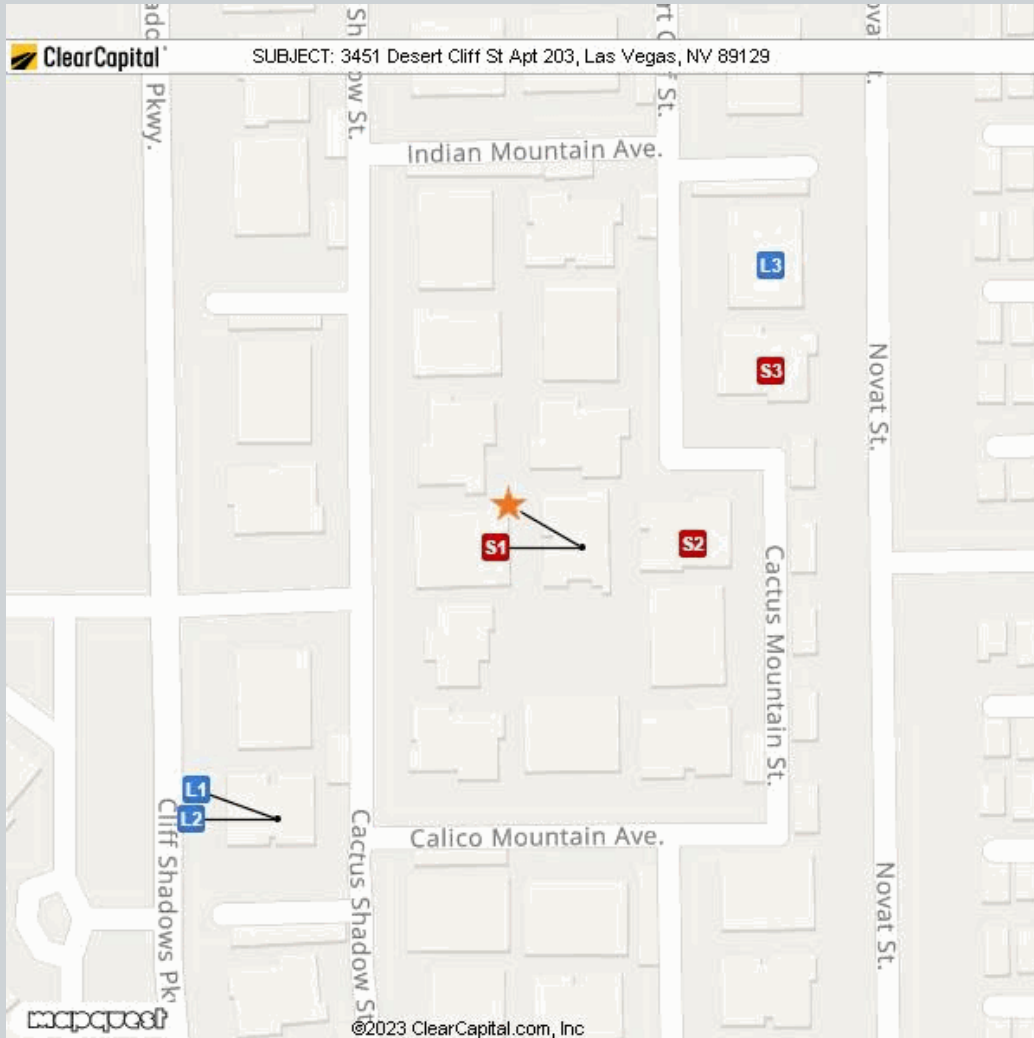 ClearCapital
SUBJECT: 3451 Desert Cliff St Apt 203, Las Vegas, NV 89129
Pkwy.
ow St.
St.
Indian Mountain Ave.
L3
S3
Novat St.
S1
S2
Cactus Mountain St.
L1
L2
Cliff Shadows
Cactus Shadow St
Calico Mountain Ave.
Novat St.
mapquest
©2023 ClearCapital.com, Inc